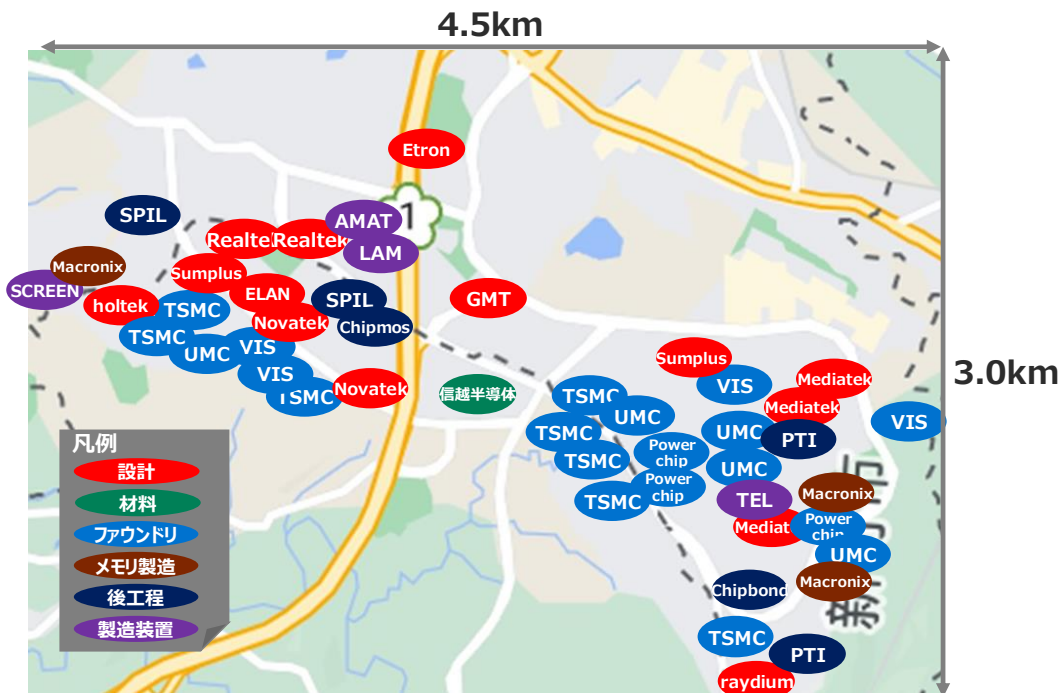 4.5km
3.0km
Etron
1
SPIL
AMAT
Realtek
Realtek
LAM
Macronix
SCREEN
Sumplus
ELAN
SPIL
GMT
holtek
TSMC
Novatek
Chipmos
TSMC
UMC
VIS
VIS
TSMC
Novatek
信越半導体
Sumplus
VIS
Mediatek
Mediatek
VIS
TSMC
UMC
TSMC
UMC
PTI
Power
chip
TSMC
UMC
Power
chip
TSMC
TEL
Macronix
Mediat
Power
chip
UMC
Macronix
Chipbond
TSMC
PTI
raydium
凡例
設計
材料
ファウンドリ
メモリ製造
後工程
製造装置